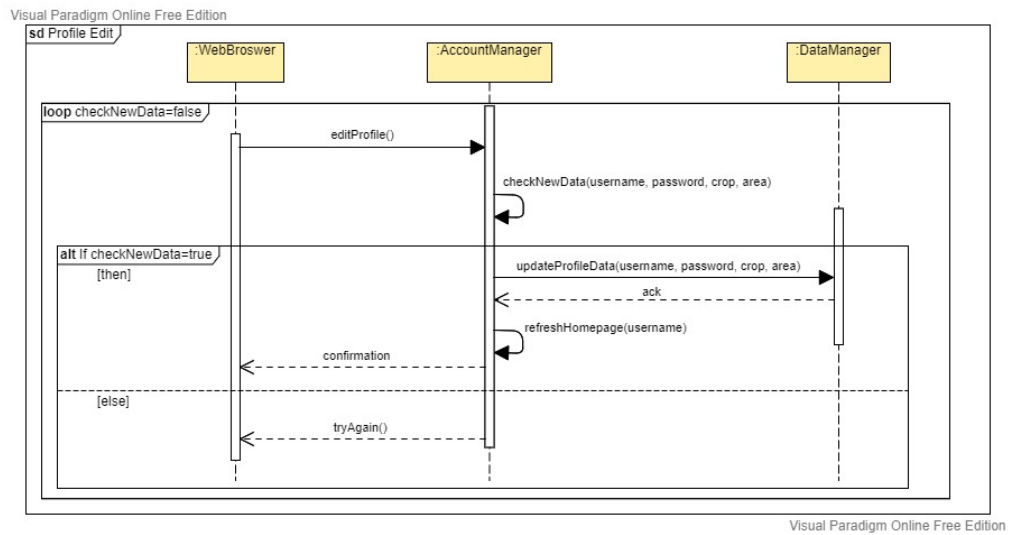 Visual Paradigm Online Free Edition
sd Profile Edit
:WebBroswer
:AccountManager
:DataManager
loop checkNewData=false
editProfile()
checkNewData(username, password, crop, area)
alt If checkNewData=true
[then]
updateProfileData(username, password, crop, area)
ack
refreshHomepage(username)
confirmation
[else]
tryAgain()
Visual Paradigm Online Free Edition